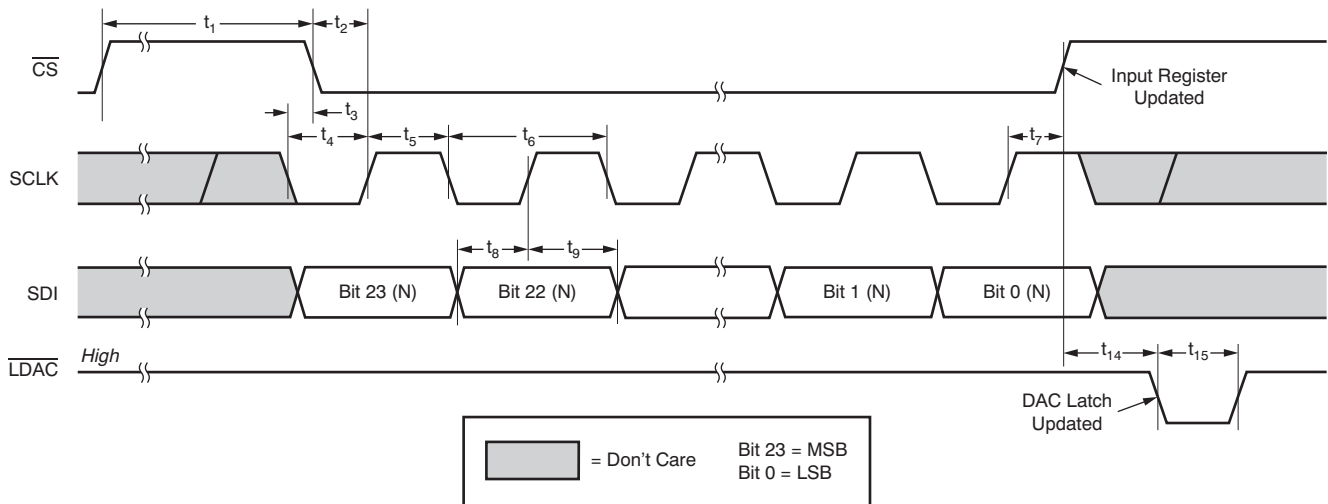 t1
t2
CS
Input Register
Updated
t3
t4
t5
t6
t7
SCLK
t8
t9
SDI
Bit 23 (N)
Bit 22 (N)
Bit 1 (N)
Bit 0 (N)
High
LDAC
t14
t15
DAC Latch
Updated
= Don't Care
Bit 23 = MSB
Bit 0 = LSB